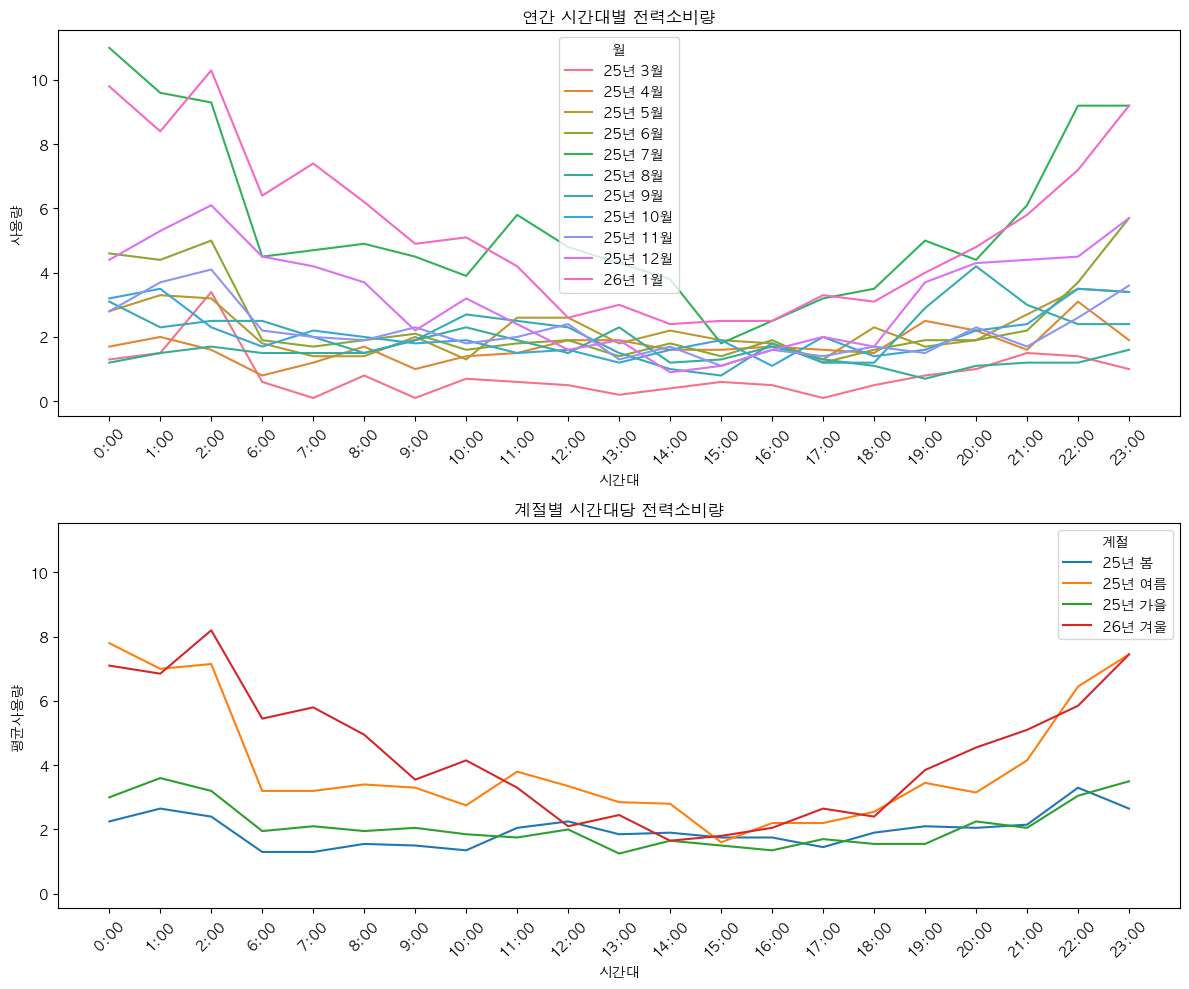 연간 시간대별 전력소비량
월
25년 3월
25년 4월
25년 5월
25년 6월
25년 7월
25년 8월
25년 9월
25년 10월
25년 11월
25년 12월
26년 1월
10
8
6
4
2
0
사용량
0:00 1:00 2:00 6:00 7:00 8:00 9:00 10:00 11:00 12:00 13:00 14:00 15:00 16:00 17:00 18:00 19:00 20:00 21:00 22:00 23:00
시간대
계절별 시간대당 전력소비량
계절
25년 봄
25년 여름
25년 가을
26년 겨울
10
8
6
4
2
0
평균사용량
0:00 1:00 2:00 6:00 7:00 8:00 9:00 10:00 11:00 12:00 13:00 14:00 15:00 16:00 17:00 18:00 19:00 20:00 21:00 22:00 23:00
시간대